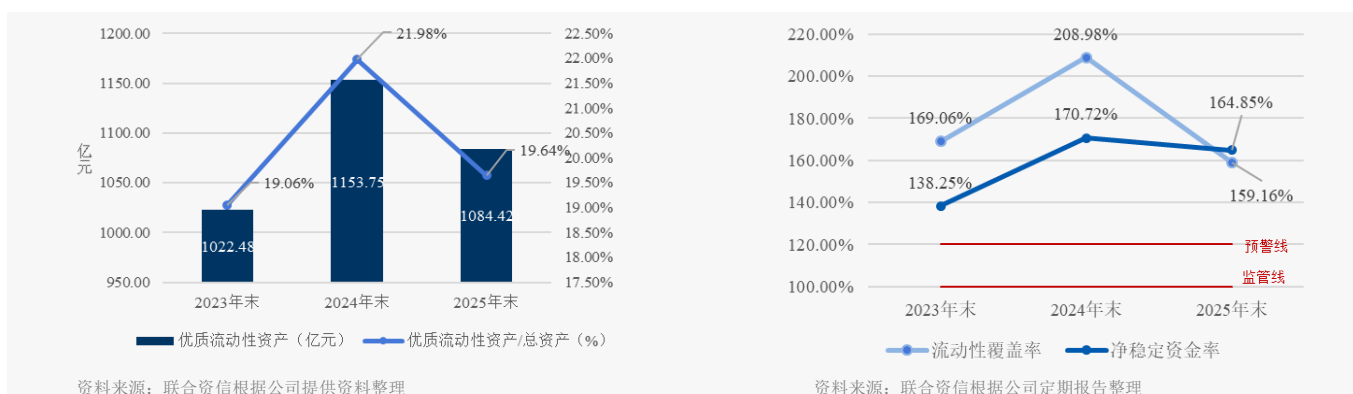 1200.00
1150.00
1100.00
1050.00
1000.00
950.00
亿元
22.50%
22.00%
21.50%
21.00%
20.50%
20.00%
19.50%
19.00%
18.50%
18.00%
17.50%
21.98%
19.06%
19.64%
1022.48
1153.75
1084.42
2023年末
2024年末
2025年末
优质流动性资产（亿元）
优质流动性资产/总资产（%）
资料来源：联合资信根据公司提供资料整理
220.00%
200.00%
180.00%
160.00%
140.00%
120.00%
100.00%
208.98%
169.06%
170.72%
164.85%
138.25%
159.16%
预警线
监管线
2023年末
2024年末
2025年末
流动性覆盖率
净稳定资金率
资料来源：联合资信根据公司定期报告整理